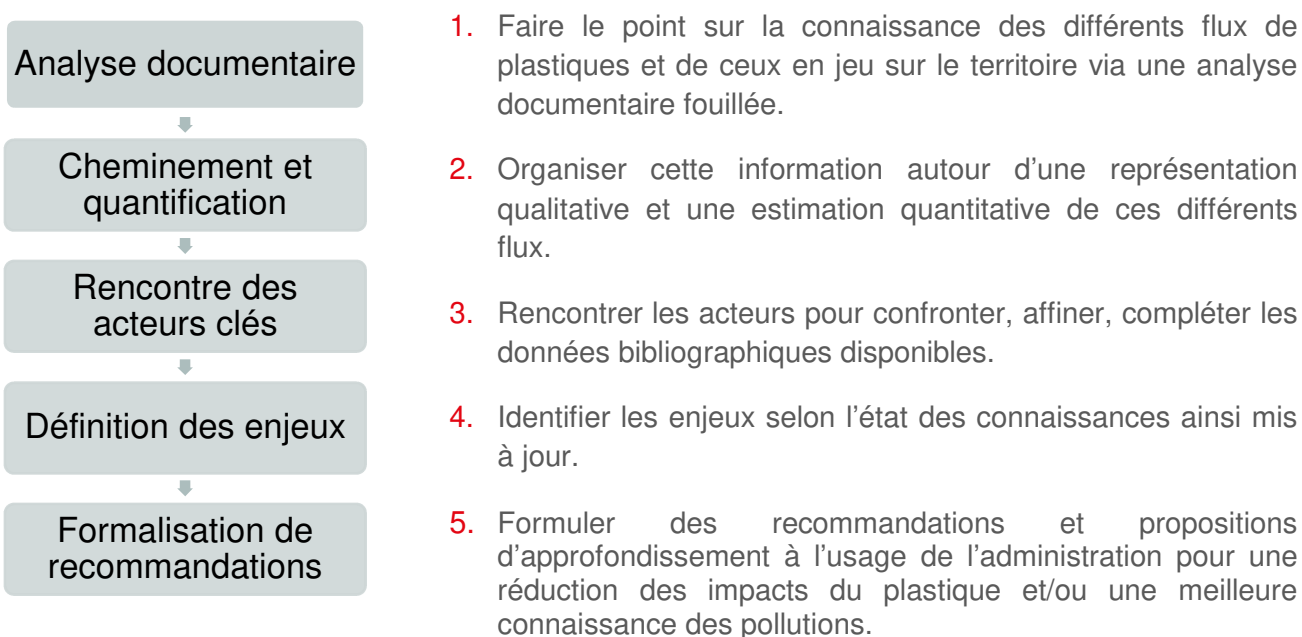 Analyse documentaire
Cheminement et
quantification
Rencontre des
acteurs clés
Définition des enjeux
Formalisation de
recommandations
1. Faire le point sur la connaissance des différents flux de
plastiques et de ceux en jeu sur le territoire via une analyse
documentaire fouillée.
2. Organiser cette information autour d’une représentation
qualitative et une estimation quantitative de ces différents
flux.
3. Rencontrer les acteurs pour confronter, affiner, compléter les
données bibliographiques disponibles.
4. Identifier les enjeux selon l’état des connaissances ainsi mis
à jour.
5. Formuler des recommandations et propositions
d’approfondissement à l’usage de l’administration pour une
réduction des impacts du plastique et/ou une meilleure
connaissance des pollutions.